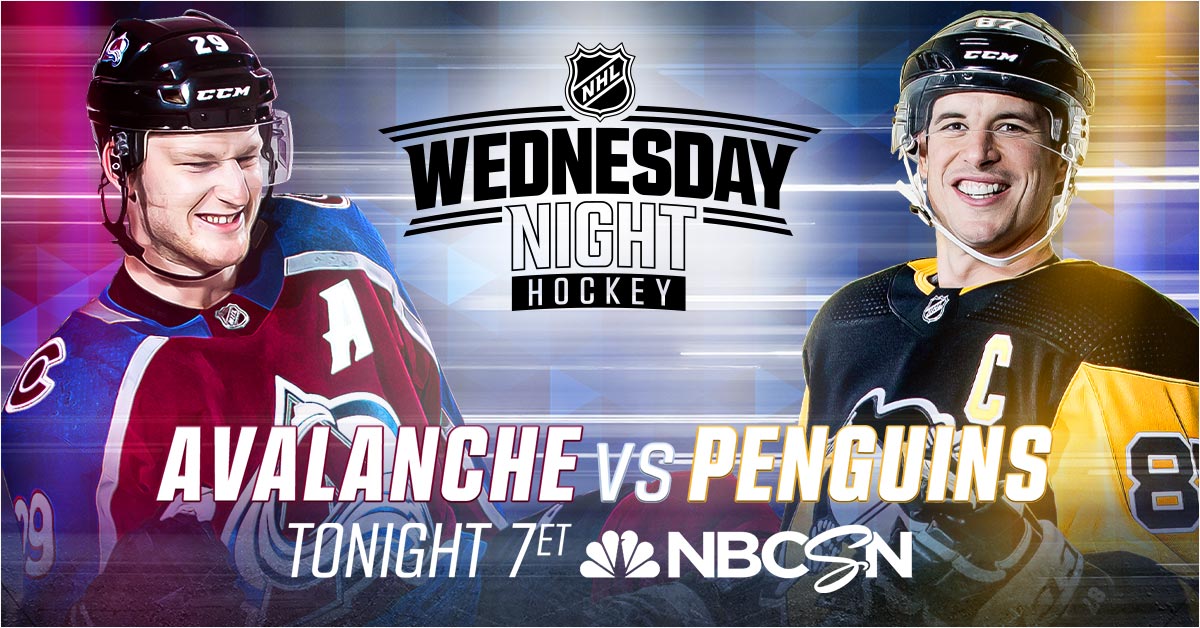 29
CCM
87
CCM
NHL
WEDNESDAY
NIGHT
HOCKEY
A
C
C
AVALANCHE VS PENGUINS
29
87
TONIGHT 7ET NBCSN